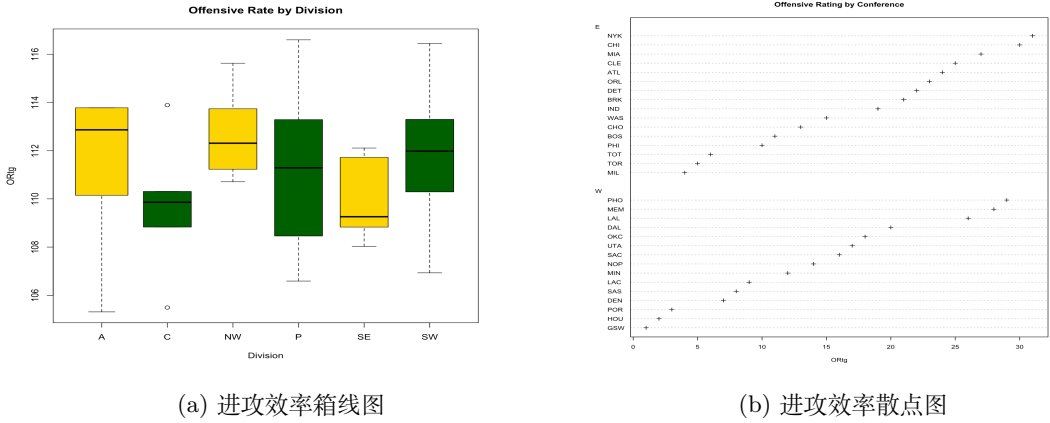 Offensive Rate by Division
ORtg
116
114
112
110
108
106
A C NW P SE SW
Division
(a) 进攻效率箱线图
Offensive Rating by Conference
E
NYK
CHI
MIA
CLE
ATL
ORL
DET
BRK
IND
WAS
CHO
BOS
PHI
TOT
TOR
MIL
W
PHO
MEM
LAL
DAL
OKC
UTA
SAC
NOP
MIN
LAC
SAS
DEN
POR
HOU
GSW
0 5 10 15 20 25 30
ORtg
(b) 进攻效率散点图